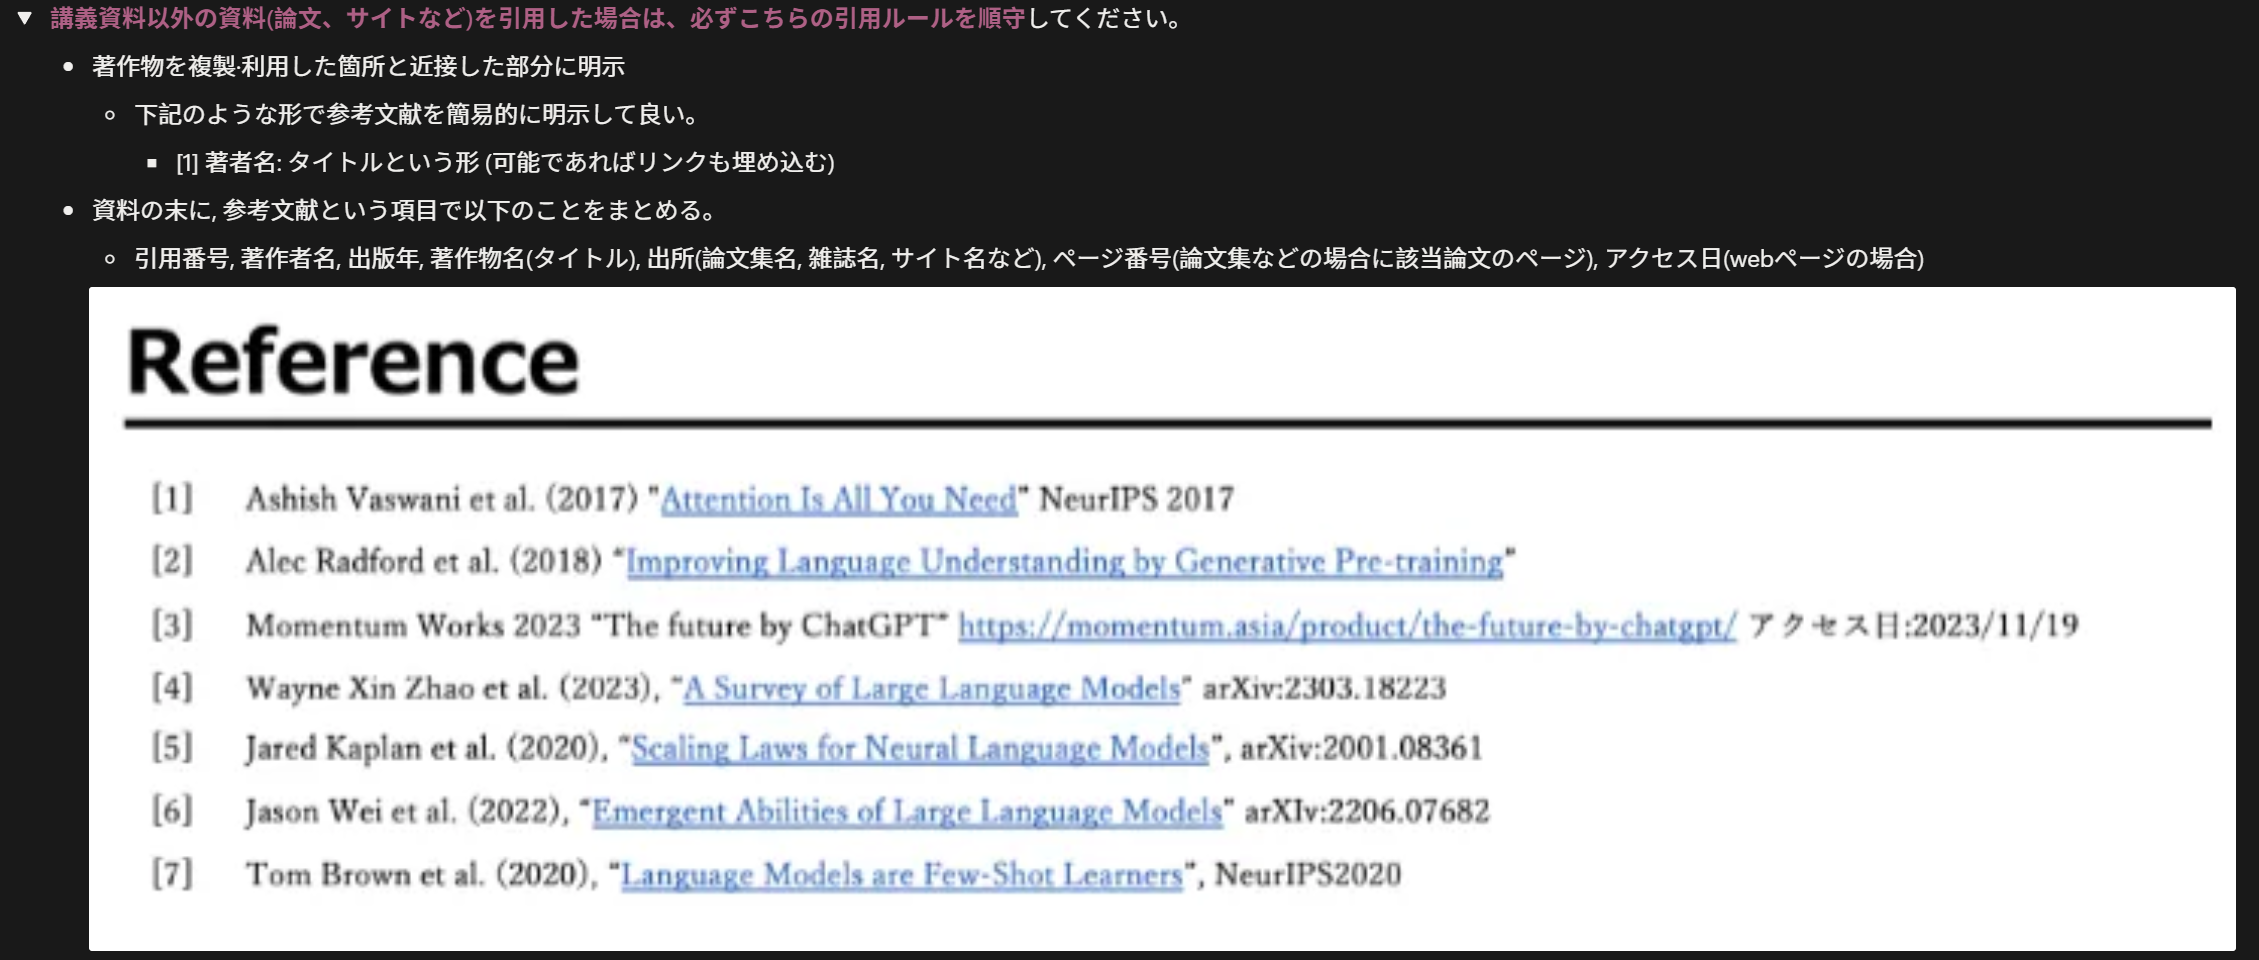 ▼ 講義資料以外の資料(論文、サイトなど)を引用した場合は、必ずこちらの引用ルールを順守してください。
• 著作物を複製·利用した箇所と近接した部分に明示
◦ 下記のような形で参考文献を簡易的に明示して良い。
▪ [1] 著者名: タイトルという形 (可能であればリンクも埋め込む)
• 資料の末に, 参考文献という項目で以下のことをまとめる。
◦ 引用番号, 著作者名, 出版年, 著作物名(タイトル), 出所(論文集名, 雑誌名, サイト名など), ページ番号(論文集などの場合に該当論文のページ), アクセス日(webページの場合)
Reference
[1] Ashish Vaswani et al. (2017) "Attention Is All You Need" NeurIPS 2017
[2] Alec Radford et al. (2018) “Improving Language Understanding by Generative Pre-training”
[3] Momentum Works 2023 “The future by ChatGPT” https://momentum.asia/product/the-future-by-chatgpt/ アクセス日:2023/11/19
[4] Wayne Xin Zhao et al. (2023), “A Survey of Large Language Models” arXiv:2303.18223
[5] Jared Kaplan et al. (2020), “Scaling Laws for Neural Language Models”, arXiv:2001.08361
[6] Jason Wei et al. (2022), “Emergent Abilities of Large Language Models” arXIv:2206.07682
[7] Tom Brown et al. (2020), “Language Models are Few-Shot Learners”, NeurIPS2020